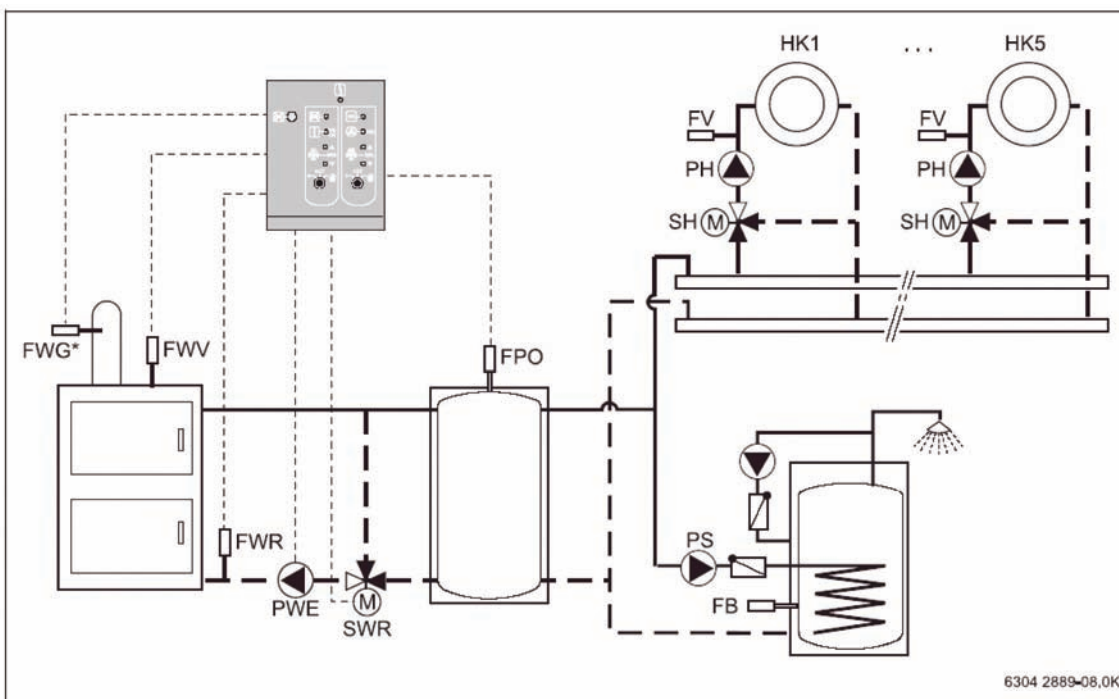 HK1 ... HK5
FV FV
PH PH
SH M SH M
FWG* FWV FPO
FWR
PWE M
SWR
PS
FB
6304 2889-08.0K